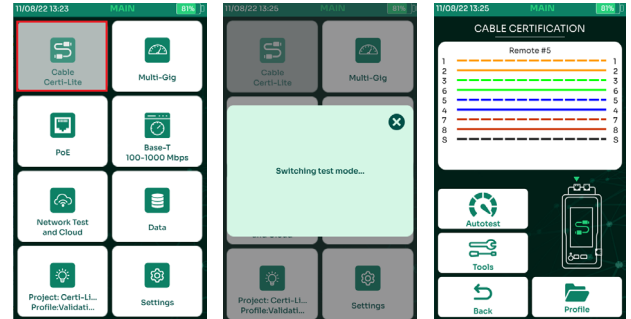 11/08/22 13:23 MAIN 81%
Cable
Certi-Lite
Multi-Gig
PoE
Base-T
100-1000 Mbps
Network Test
and Cloud
Data
Project: Certi-Li...
Profile:Validati...
Settings
11/08/22 13:25 MAIN 81%
Cable
Certi-Lite
Multi-Gig
Switching test mode...
and Cloud
Project: Certi-Li...
Profile:Validati...
Settings
11/08/22 13:25 MAIN 81%
CABLE CERTIFICATION
Remote #5
1 1
2 2
3 3
6 6
5 5
4 4
7 7
8 8
S S
Autotest
Tools
Back
Profile